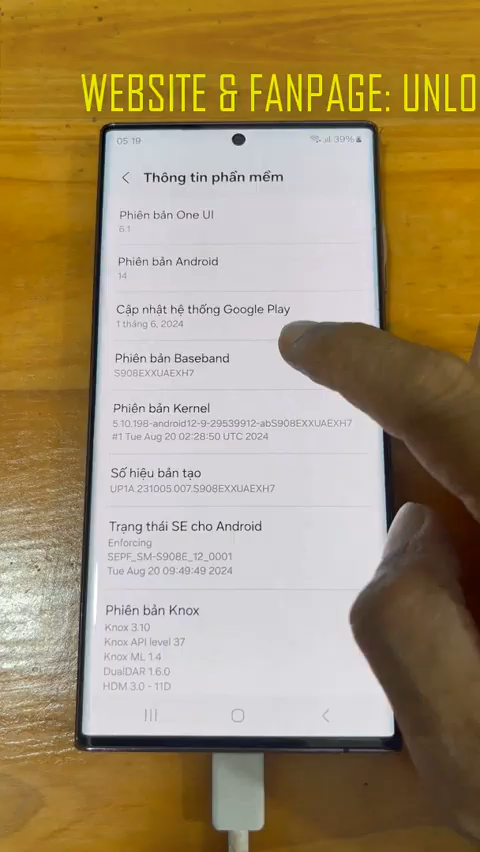 WEBSITE & FANPAGE: UNLO
05:19
39%
Thông tin phần mềm
Phiên bản One UI
6.1
Phiên bản Android
14
Cập nhật hệ thống Google Play
1 tháng 6, 2024
Phiên bản Baseband
S908EXXUAEXH7
Phiên bản Kernel
5.10.198-android12-9-29539912-abS908EXXUAEXH7
#1 Tue Aug 20 02:28:50 UTC 2024
Số hiệu bản tạo
UP1A.231005.007.S908EXXUAEXH7
Trạng thái SE cho Android
Enforcing
SEPF_SM-S908E_12_0001
Tue Aug 20 09:49:49 2024
Phiên bản Knox
Knox 3.10
Knox API level 37
Knox ML 1.4
DualDAR 1.6.0
HDM 3.0 - 11D